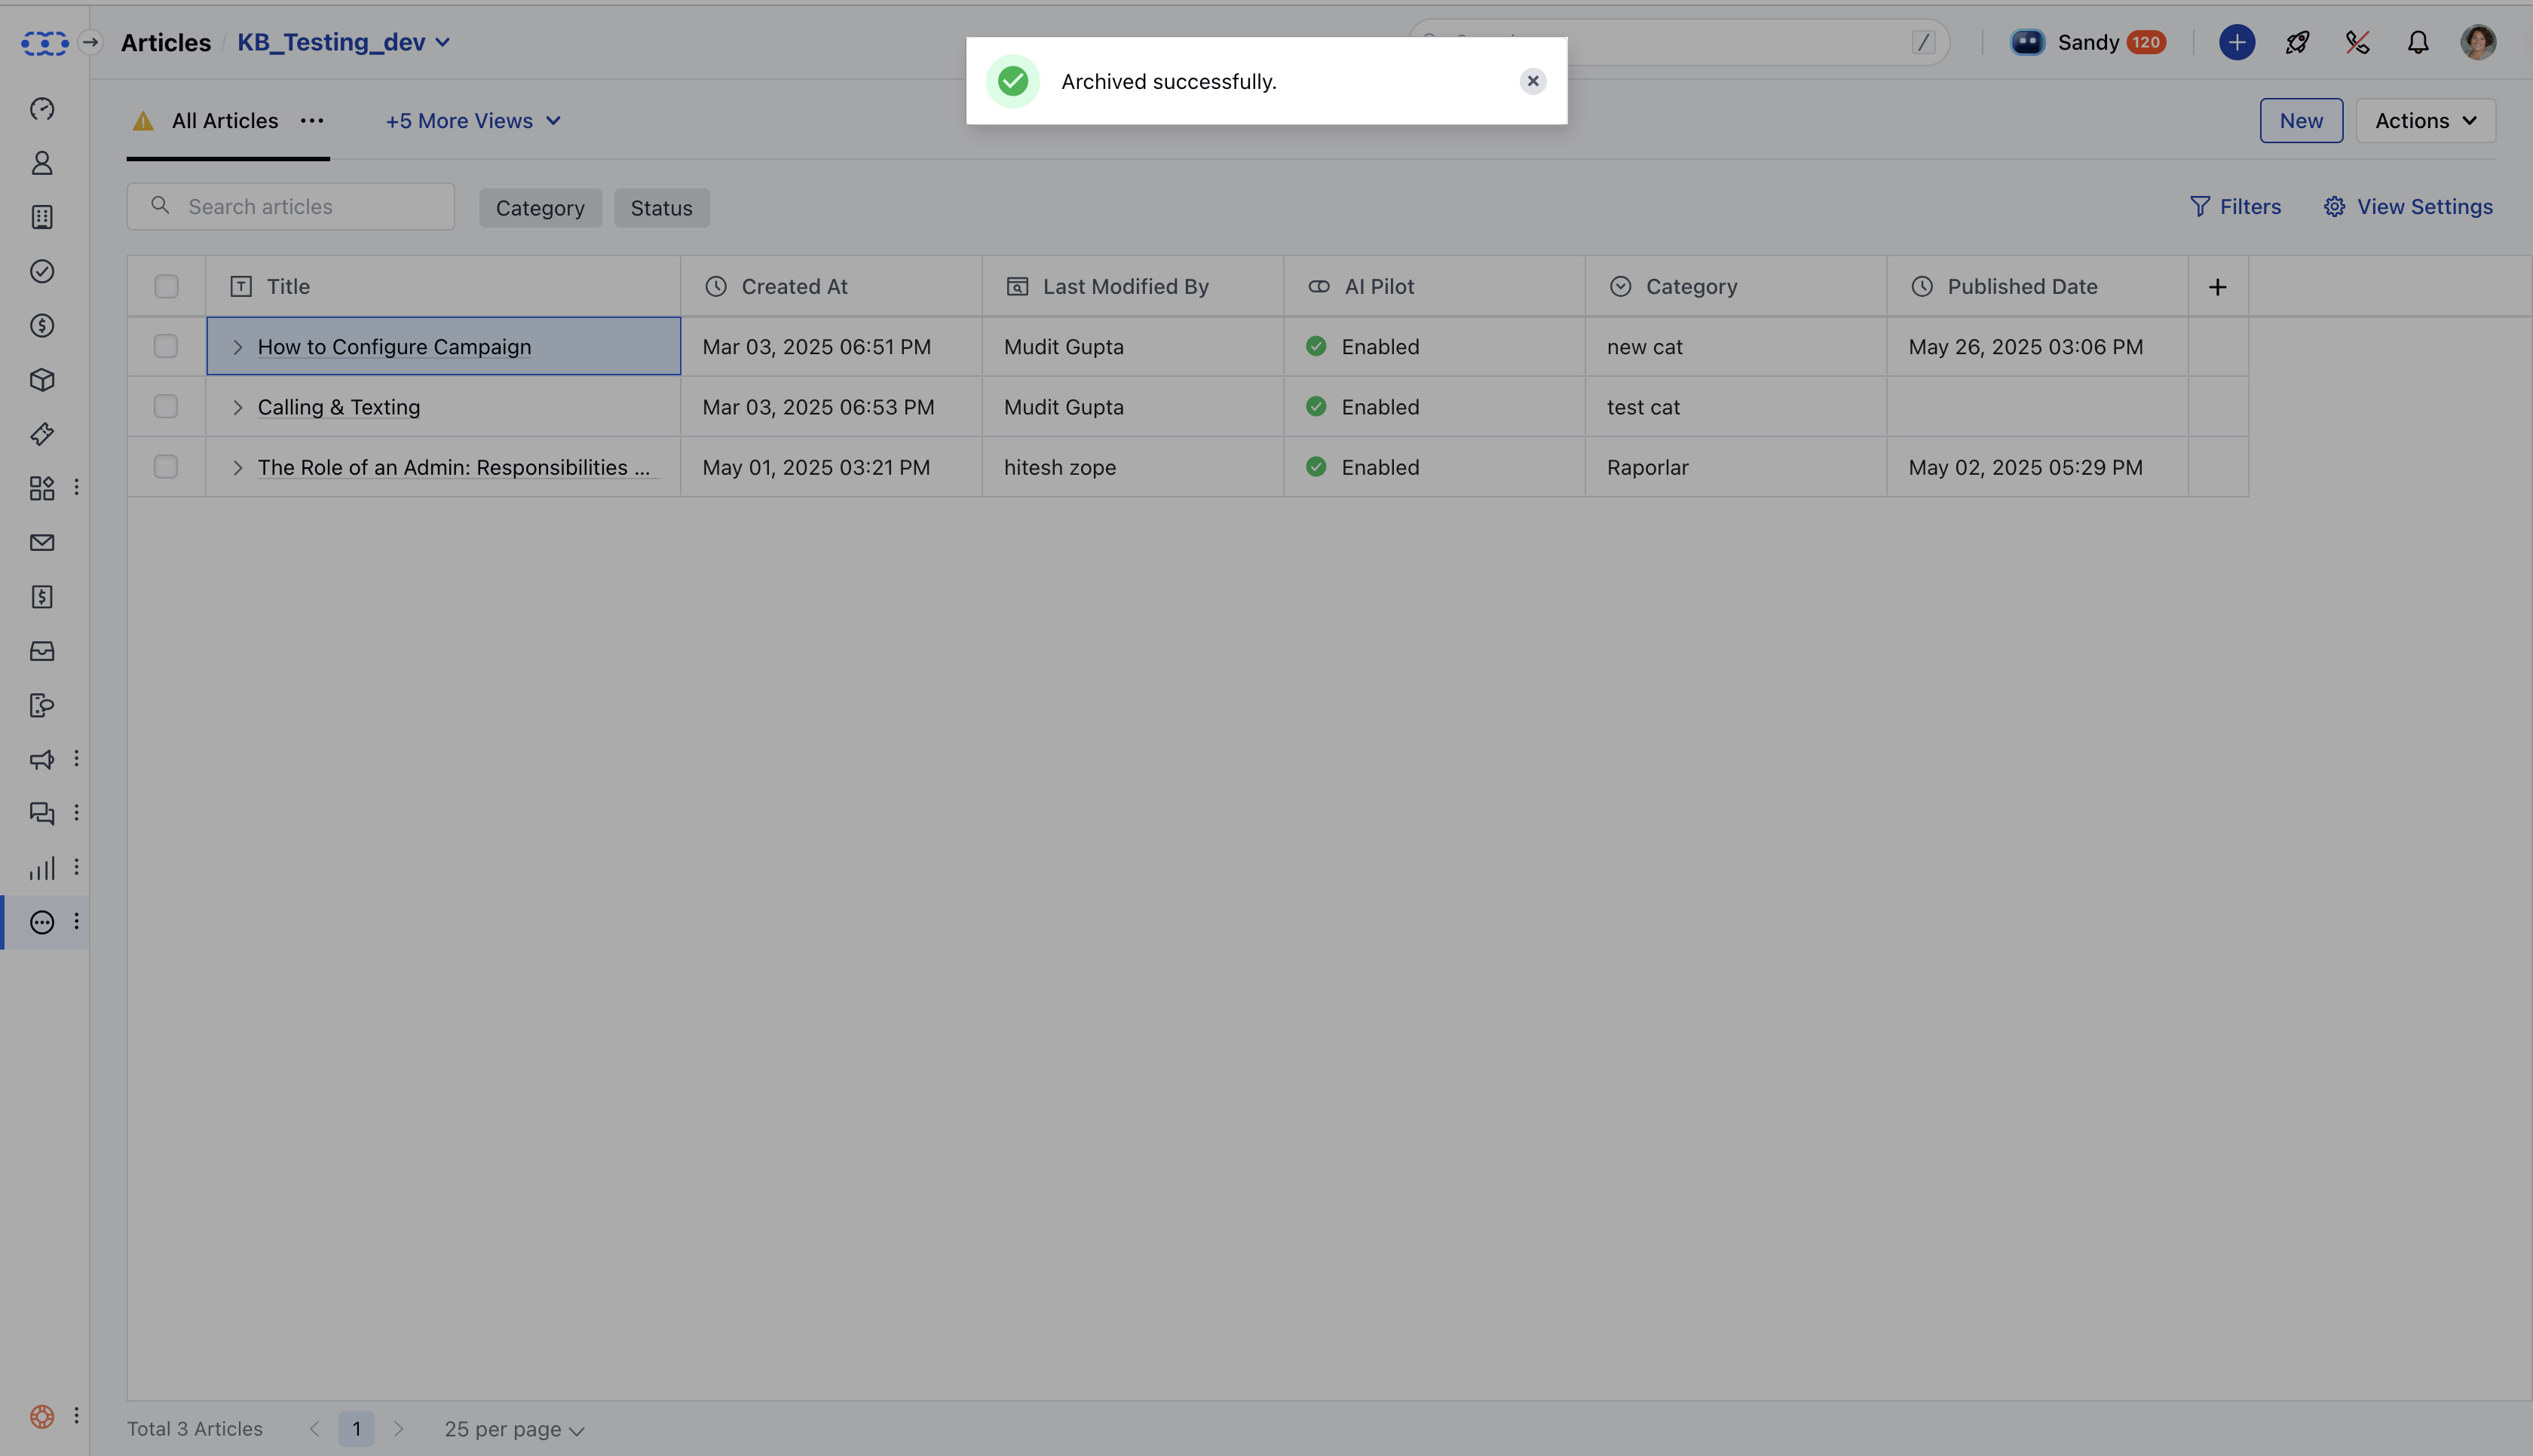 Articles / KB_Testing_dev
Archived successfully.
/
Sandy 120
All Articles
+5 More Views
New
Actions
Search articles
Category
Status
Filters
View Settings
Title
Created At
Last Modified By
AI Pilot
Category
Published Date
How to Configure Campaign
Mar 03, 2025 06:51 PM
Mudit Gupta
Enabled
new cat
May 26, 2025 03:06 PM
Calling & Texting
Mar 03, 2025 06:53 PM
Mudit Gupta
Enabled
test cat
The Role of an Admin: Responsibilities ...
May 01, 2025 03:21 PM
hitesh zope
Enabled
Raporlar
May 02, 2025 05:29 PM
Total 3 Articles
1
25 per page